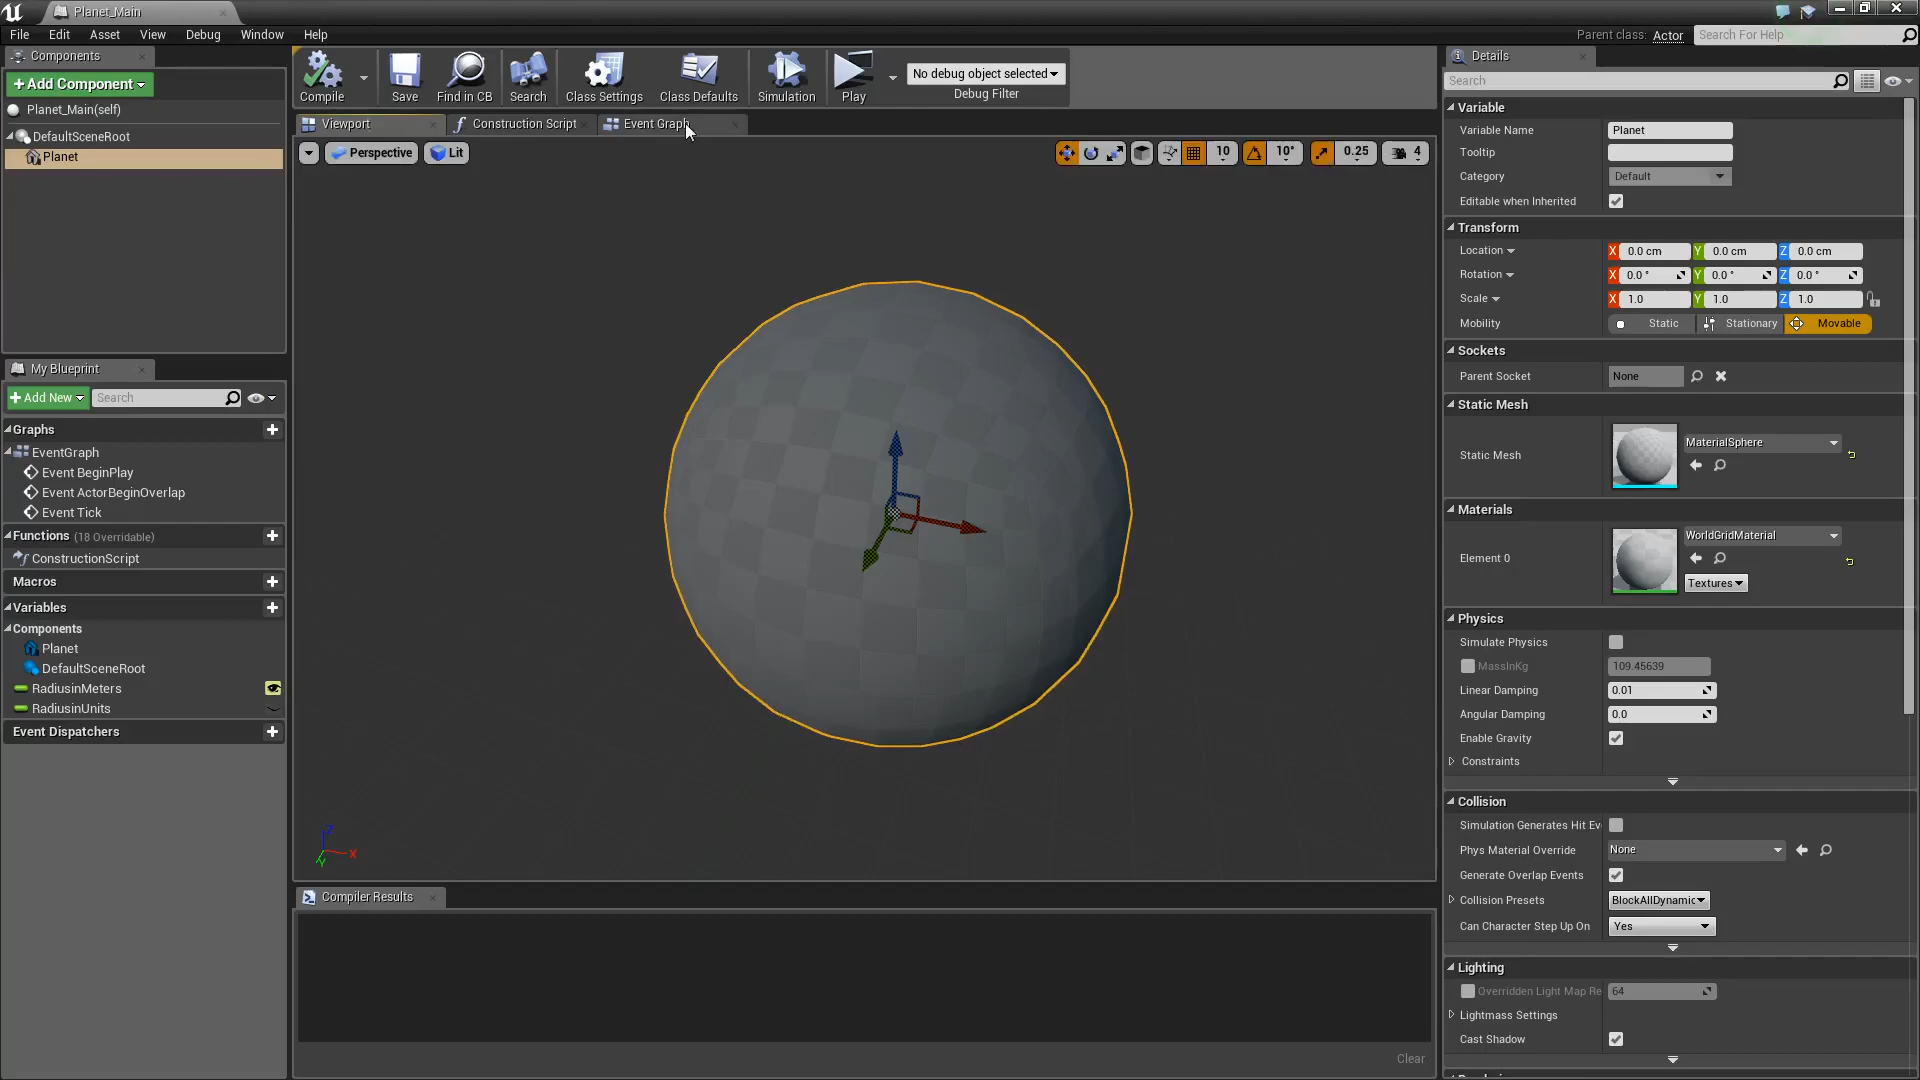 Planet_Main
File Edit Asset View Debug Window Help
Parent class: Actor
Search For Help
Components
+ Add Component
Planet_Main(self)
DefaultSceneRoot
Planet
My Blueprint
+ Add New
Search
Graphs
EventGraph
Event BeginPlay
Event ActorBeginOverlap
Event Tick
Functions (18 Overridable)
ConstructionScript
Macros
Variables
Components
Planet
DefaultSceneRoot
RadiusinMeters
RadiusinUnits
Event Dispatchers
Compile
Save
Find in CB
Search
Class Settings
Class Defaults
Simulation
Play
No debug object selected
Debug Filter
Viewport
Construction Script
Event Graph
Perspective
Lit
10
10°
0.25
4
Z
X
Y
Compiler Results
Clear
Details
Search
Variable
Variable Name Planet
Tooltip
Category Default
Editable when Inherited
Transform
Location X 0.0 cm Y 0.0 cm Z 0.0 cm
Rotation X 0.0 ° Y 0.0 ° Z 0.0 °
Scale X 1.0 Y 1.0 Z 1.0
Mobility Static Stationary Movable
Sockets
Parent Socket None
Static Mesh
Static Mesh MaterialSphere
Materials
Element 0 WorldGridMaterial
Textures
Physics
Simulate Physics
MassInKg 109.45639
Linear Damping 0.01
Angular Damping 0.0
Enable Gravity
Constraints
Collision
Simulation Generates Hit Ev
Phys Material Override None
Generate Overlap Events
Collision Presets BlockAllDynamic
Can Character Step Up On Yes
Lighting
Overridden Light Map Re 64
Lightmass Settings
Cast Shadow